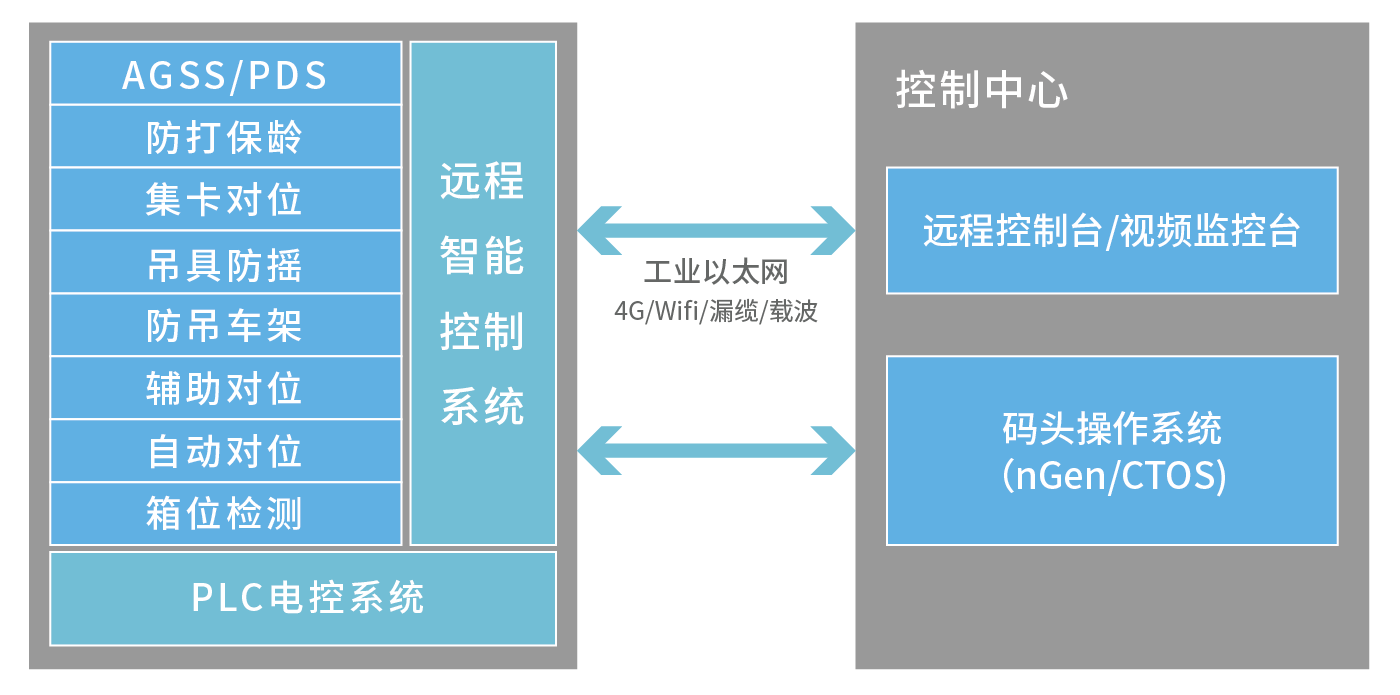 AGSS/PDS
防打保龄
集卡对位
吊具防摇
防吊车架
辅助对位
自动对位
箱位检测
远程
智能
控制
系统
PLC电控系统
工业以太网
4G/Wifi/漏缆/载波
控制中心
远程控制台/视频监控台
码头操作系统
（nGen/CTOS)